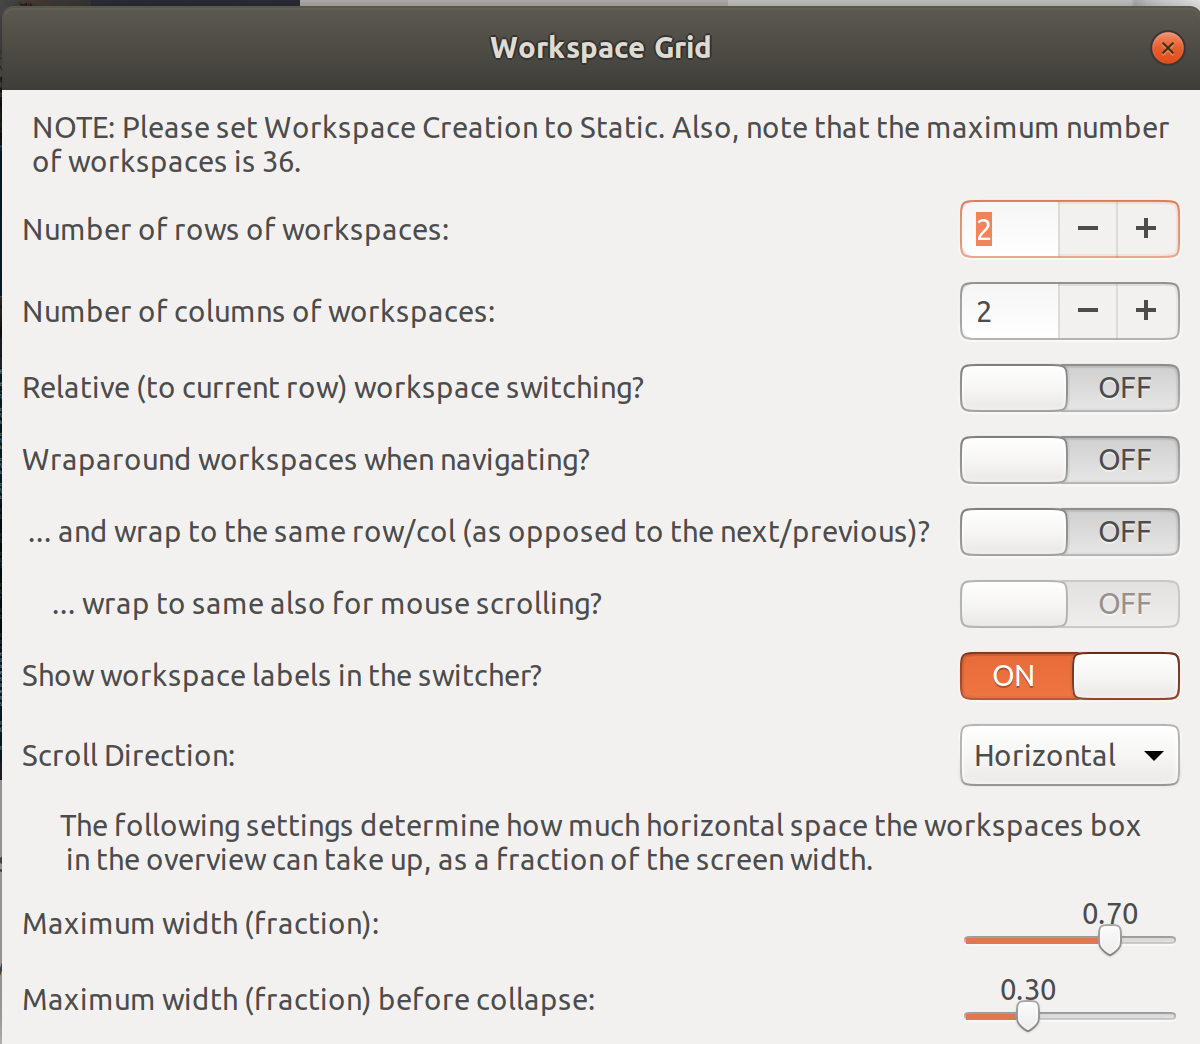 Workspace Grid
NOTE: Please set Workspace Creation to Static. Also, note that the maximum number
of workspaces is 36.
Number of rows of workspaces: 2 − +
Number of columns of workspaces: 2 − +
Relative (to current row) workspace switching? OFF
Wraparound workspaces when navigating? OFF
... and wrap to the same row/col (as opposed to the next/previous)? OFF
... wrap to same also for mouse scrolling? OFF
Show workspace labels in the switcher? ON
Scroll Direction: Horizontal
The following settings determine how much horizontal space the workspaces box
in the overview can take up, as a fraction of the screen width.
Maximum width (fraction): 0.70
Maximum width (fraction) before collapse: 0.30